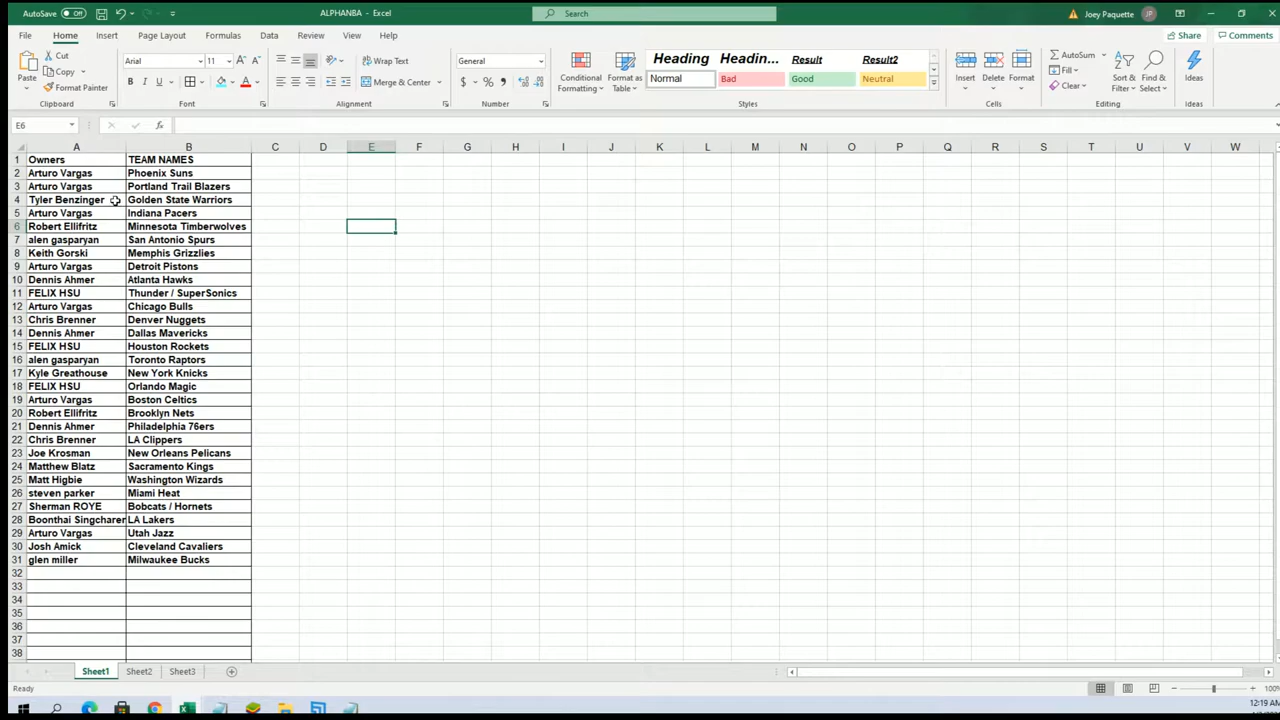 AutoSave Off ALPHANBA - Excel Search Joey Paquette JP
File Home Insert Page Layout Formulas Data Review View Help Share Comments
Paste Cut Copy Format Painter Clipboard
Arial 11 A A B I U A Font
Wrap Text Merge & Center Alignment
General $ % Number
Conditional Formatting Format as Table
Heading Headin... Result Result2
Normal Bad Good Neutral
Styles
Insert Delete Format Cells
AutoSum Fill Clear Sort & Filter Find & Select Editing
Ideas Ideas
E6 fx
A B C D E F G H I J K L M N O P Q R S T U V W
1 Owners TEAM NAMES
2 Arturo Vargas Phoenix Suns
3 Arturo Vargas Portland Trail Blazers
4 Tyler Benzinger Golden State Warriors
5 Arturo Vargas Indiana Pacers
6 Robert Ellifritz Minnesota Timberwolves
7 alen gasparyan San Antonio Spurs
8 Keith Gorski Memphis Grizzlies
9 Arturo Vargas Detroit Pistons
10 Dennis Ahmer Atlanta Hawks
11 FELIX HSU Thunder / SuperSonics
12 Arturo Vargas Chicago Bulls
13 Chris Brenner Denver Nuggets
14 Dennis Ahmer Dallas Mavericks
15 FELIX HSU Houston Rockets
16 alen gasparyan Toronto Raptors
17 Kyle Greathouse New York Knicks
18 FELIX HSU Orlando Magic
19 Arturo Vargas Boston Celtics
20 Robert Ellifritz Brooklyn Nets
21 Dennis Ahmer Philadelphia 76ers
22 Chris Brenner LA Clippers
23 Joe Krosman New Orleans Pelicans
24 Matthew Blatz Sacramento Kings
25 Matt Higbie Washington Wizards
26 steven parker Miami Heat
27 Sherman ROYE Bobcats / Hornets
28 Boonthai Singcharer LA Lakers
29 Arturo Vargas Utah Jazz
30 Josh Amick Cleveland Cavaliers
31 glen miller Milwaukee Bucks
32
33
34
35
36
37
38
Sheet1 Sheet2 Sheet3
Ready 100%
12:19 AM